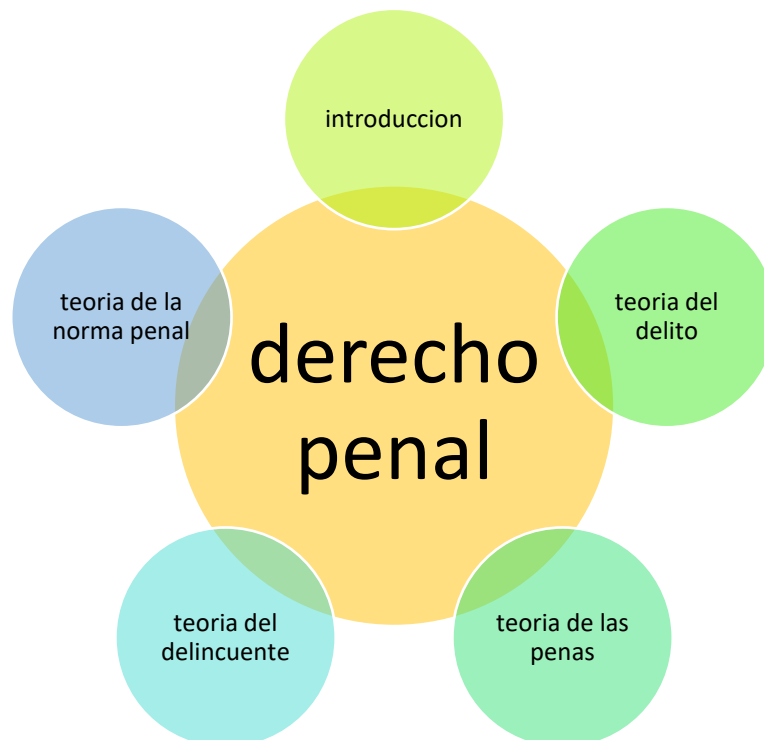 introduccion
teoria de la
norma penal
teoria del
delito
derecho
penal
teoria del
delincuente
teoria de las
penas